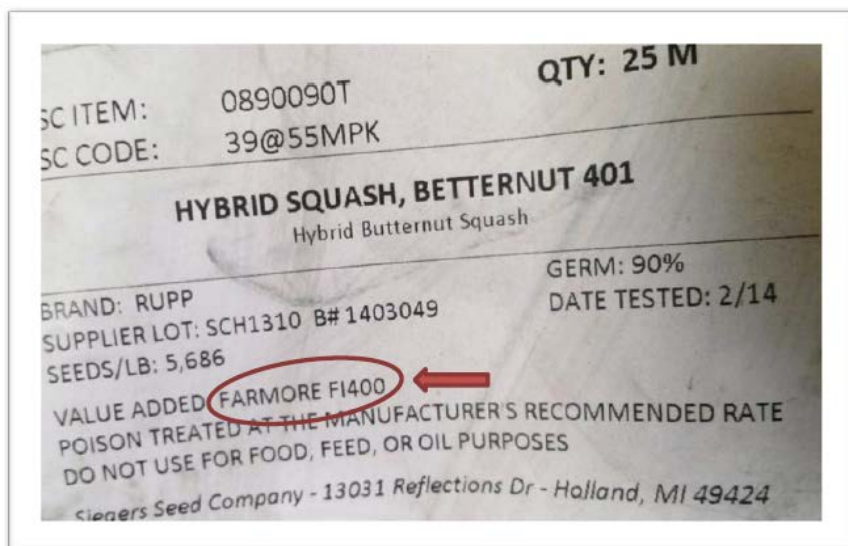 QTY: 25 M
SC ITEM: 0890090T
SC CODE: 39@55MPK
HYBRID SQUASH, BETTERNUT 401
Hybrid Butternut Squash
GERM: 90%
BRAND: RUPP
DATE TESTED: 2/14
SUPPLIER LOT: SCH1310 B# 1403049
SEEDS/LB: 5,686
VALUE ADDED: FARMORE FI400
POISON TREATED AT THE MANUFACTURER'S RECOMMENDED RATE
DO NOT USE FOR FOOD, FEED, OR OIL PURPOSES
Siegers Seed Company - 13031 Reflections Dr - Holland, MI 49424